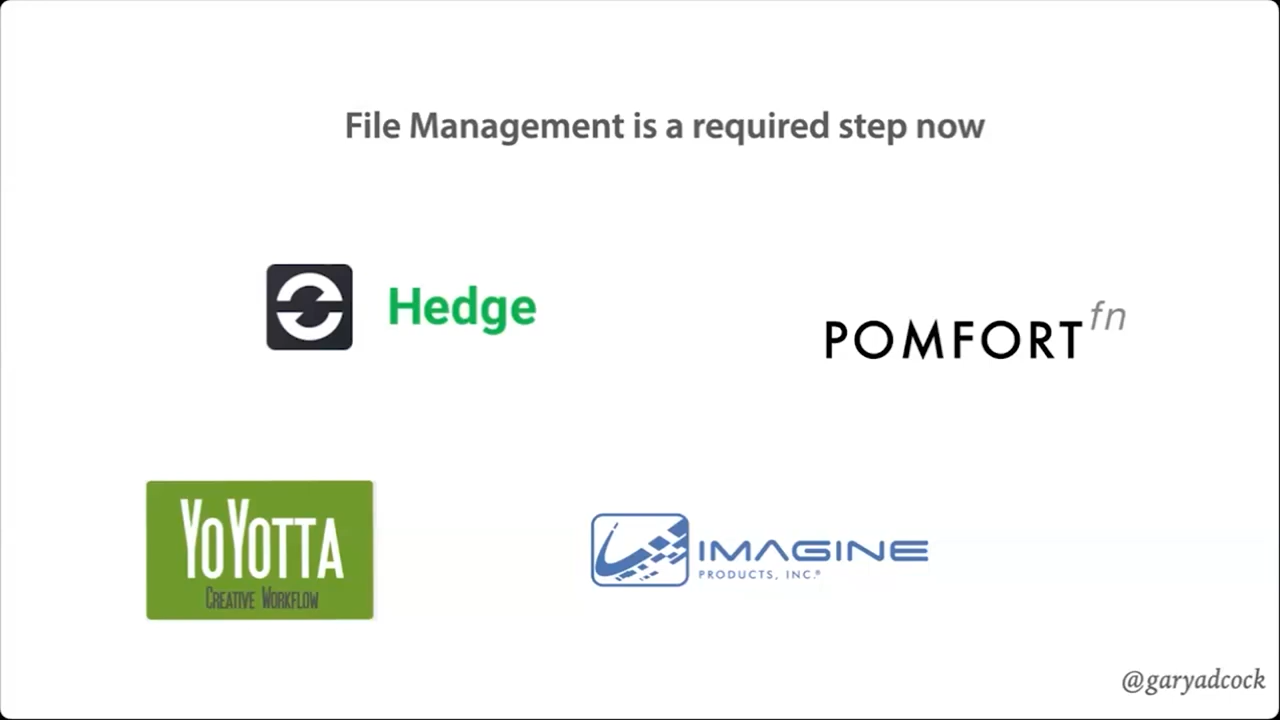 File Management is a required step now
Hedge
POMFORT fn
YOYOTTA
CREATIVE WORKFLOW
IMAGINE
PRODUCTS, INC.®
@garyadcock